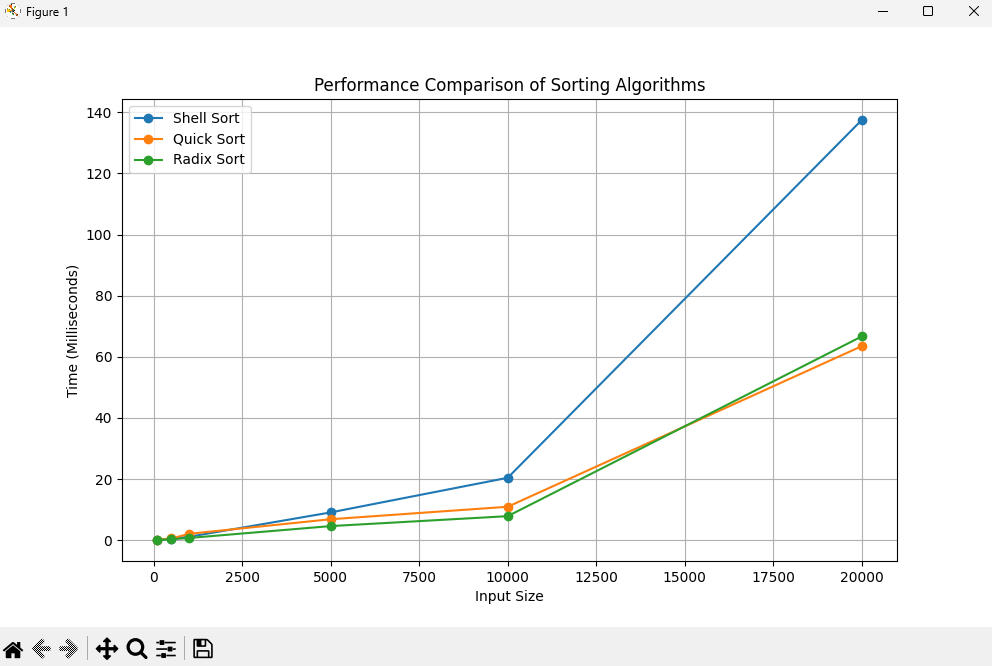 Figure 1
Performance Comparison of Sorting Algorithms
Shell Sort
Quick Sort
Radix Sort
140
120
100
80
60
40
20
0
Time (Milliseconds)
0 2500 5000 7500 10000 12500 15000 17500 20000
Input Size